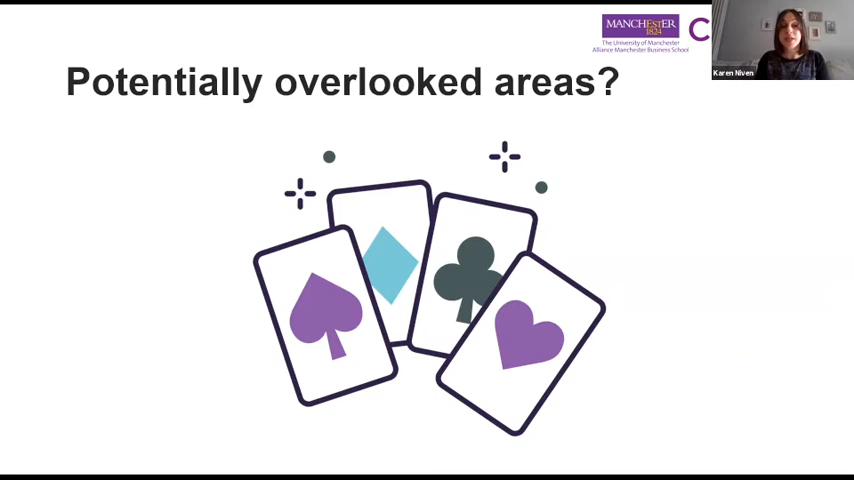 MANCHESTER
1824
The University of Manchester
Alliance Manchester Business School
C
Karen Niven
Potentially overlooked areas?